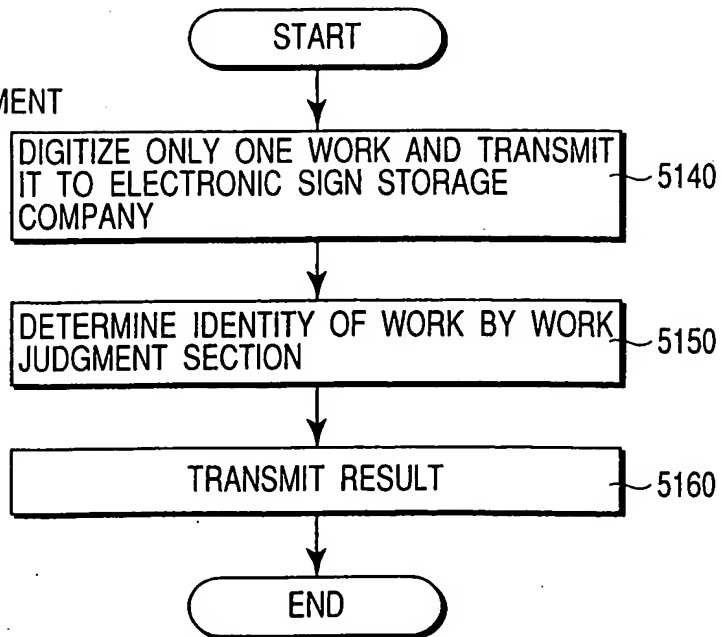 START
DIGITIZE ONLY ONE WORK AND TRANSMIT
IT TO ELECTRONIC SIGN STORAGE
COMPANY
5140
DETERMINE IDENTITY OF WORK BY WORK
JUDGMENT SECTION
5150
TRANSMIT RESULT
5160
END